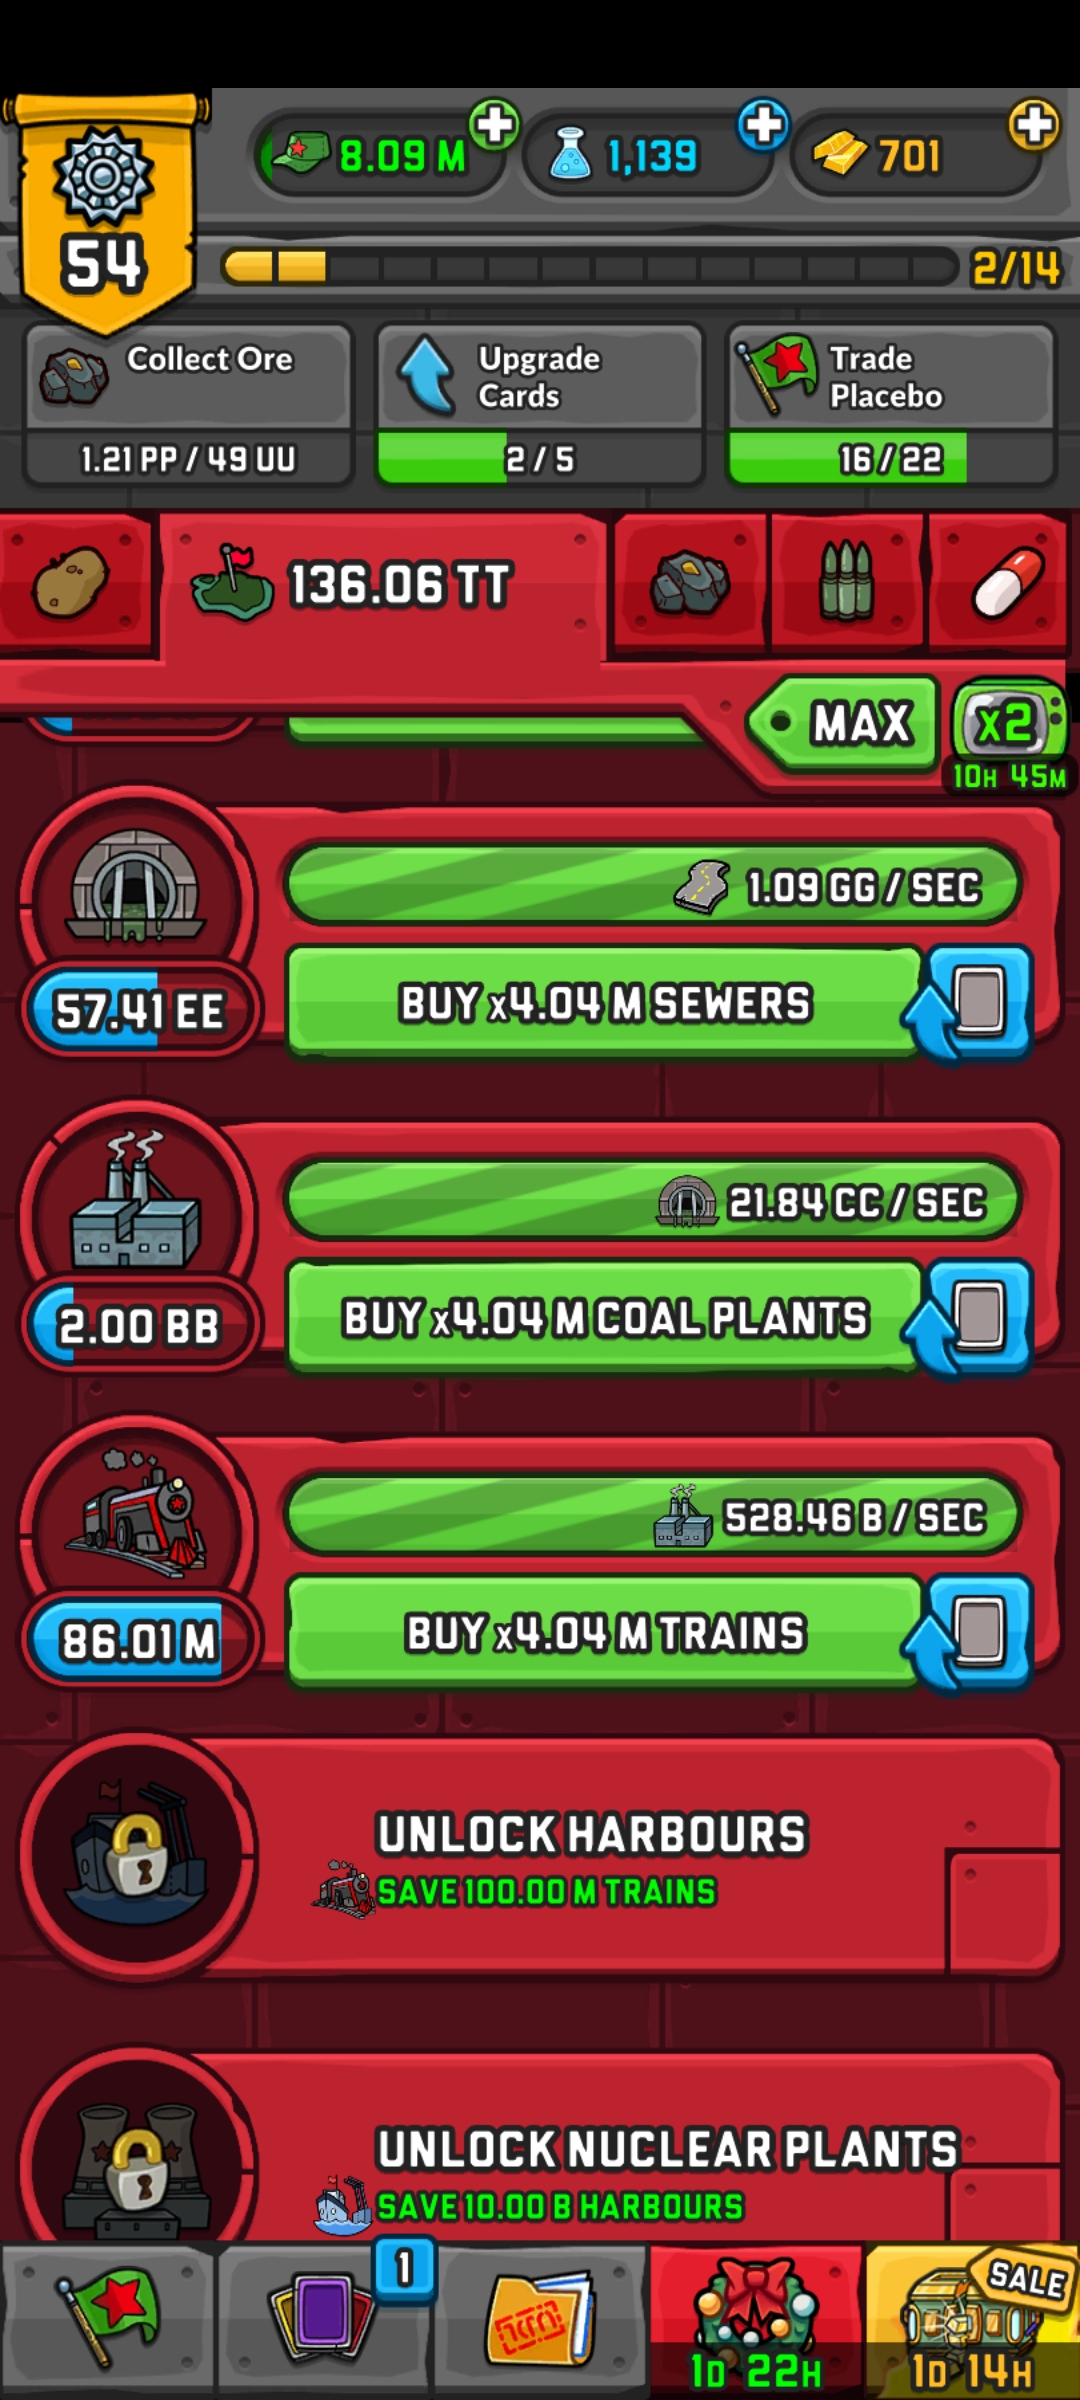 8.09 M
1,139
701
54
2/14
Collect Ore
1.21 PP / 49 UU
Upgrade
Cards
2 / 5
Trade
Placebo
16 / 22
136.06 TT
MAX
x2
10H 45M
1.09 GG / SEC
57.41 EE
BUY x4.04 M SEWERS
21.84 CC / SEC
2.00 BB
BUY x4.04 M COAL PLANTS
528.46 B / SEC
86.01 M
BUY x4.04 M TRAINS
UNLOCK HARBOURS
SAVE 100.00 M TRAINS
UNLOCK NUCLEAR PLANTS
SAVE 10.00 B HARBOURS
1
SALE
1D 22H
1D 14H